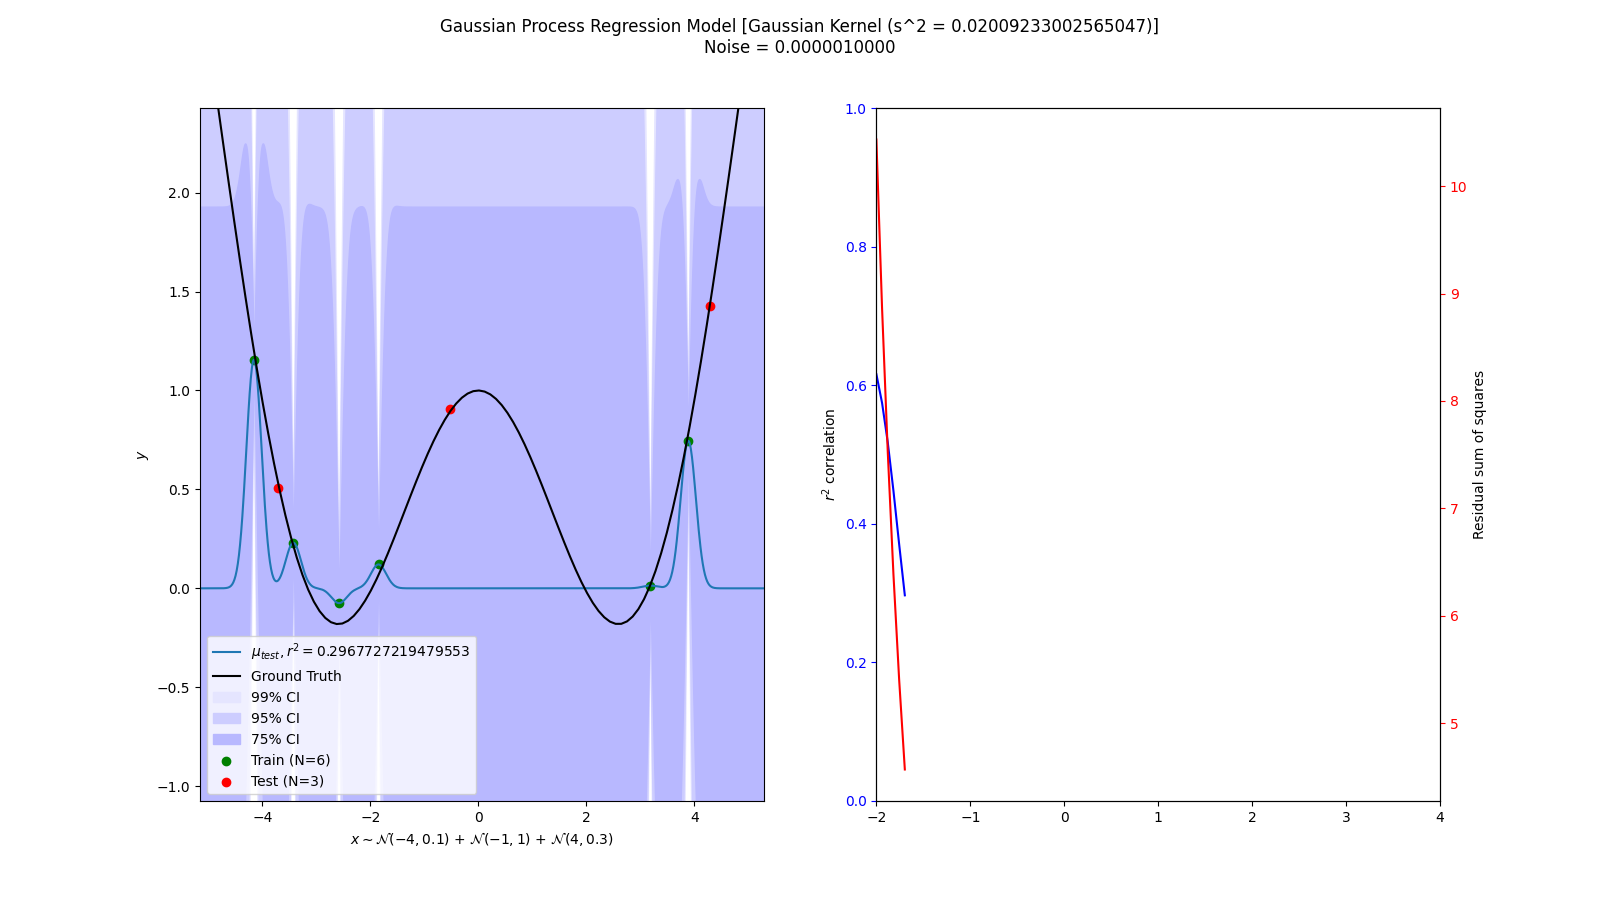 Gaussian Process Regression Model [Gaussian Kernel (s^2 = 0.02009233002565047)]
Noise = 0.0000010000
2.0
1.5
1.0
0.5
0.0
−0.5
−1.0
y
μtest, r² = 0.2967727219479553
Ground Truth
99% CI
95% CI
75% CI
Train (N=6)
Test (N=3)
−4 −2 0 2 4
x ~ 𝒩(−4, 0.1) + 𝒩(−1, 1) + 𝒩(4, 0.3)
1.0
0.8
0.6
0.4
0.2
0.0
r² correlation
−2 −1 0 1 2 3 4
10
9
8
7
6
5
Residual sum of squares